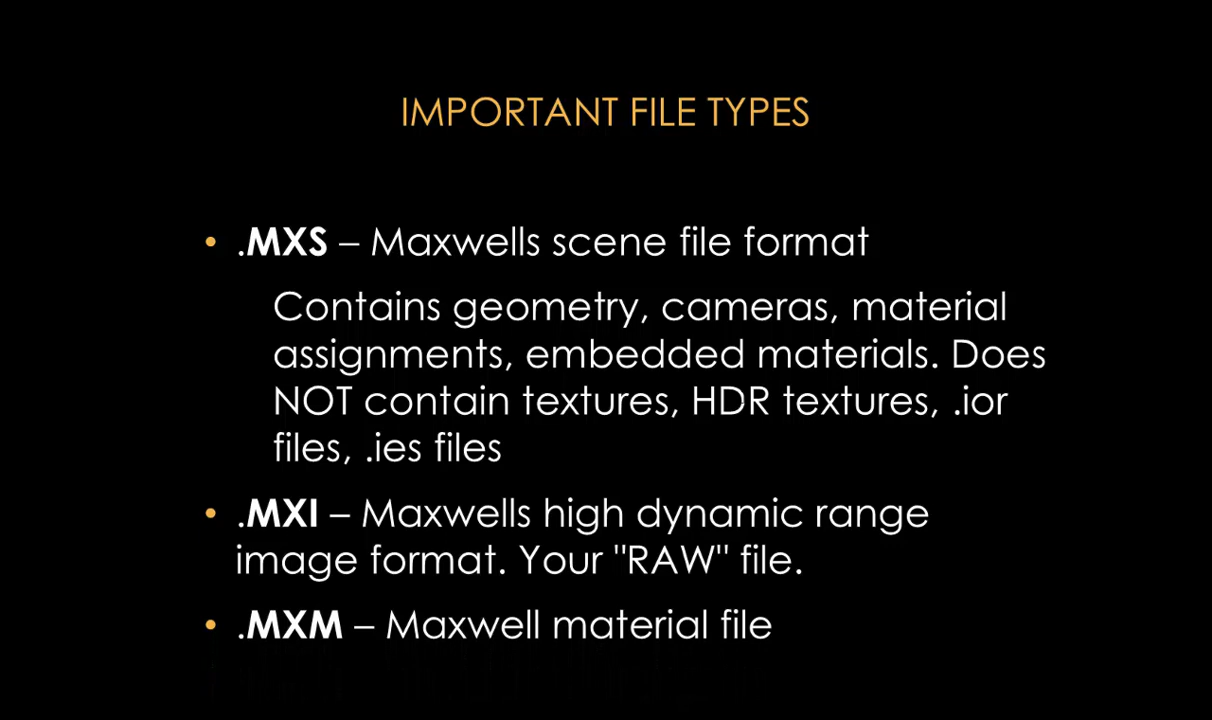 IMPORTANT FILE TYPES
• .MXS – Maxwells scene file format
Contains geometry, cameras, material
assignments, embedded materials. Does
NOT contain textures, HDR textures, .ior
files, .ies files
• .MXI – Maxwells high dynamic range
image format. Your "RAW" file.
• .MXM – Maxwell material file